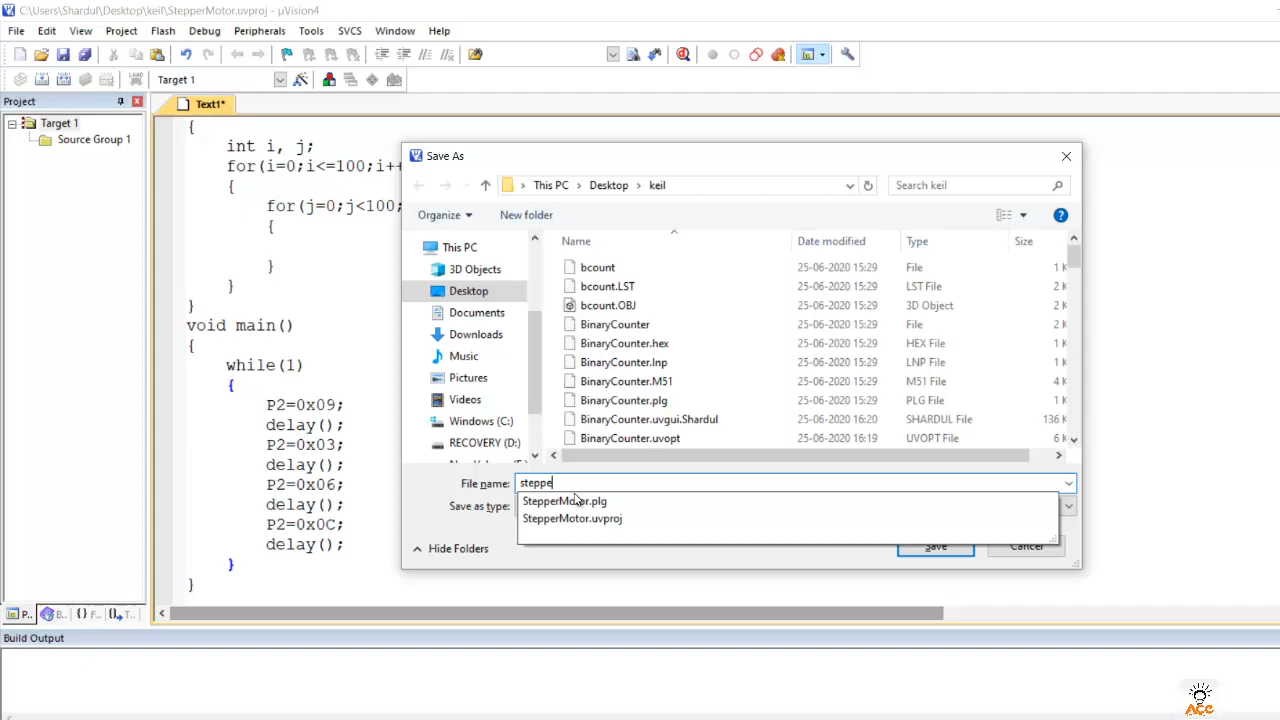 C:\Users\Shardul\Desktop\keil\StepperMotor.uvproj - µVision4
File Edit View Project Flash Debug Peripherals Tools SVCS Window Help
LOAD Target 1
Project
Text1*
Target 1
Source Group 1
{
int i, j;
for(i=0;i<=100;i++
{
for(j=0;j<100;
{
}
}
}
void main()
{
while(1)
{
P2=0x09;
delay();
P2=0x03;
delay();
P2=0x06;
delay();
P2=0x0C;
delay();
}
}
Save As
This PC > Desktop > keil
Search keil
Organize New folder
This PC
3D Objects
Desktop
Documents
Downloads
Music
Pictures
Videos
Windows (C:)
RECOVERY (D:)
Name Date modified Type Size
bcount 25-06-2020 15:29 File 1 K
bcount.LST 25-06-2020 15:29 LST File 2 K
bcount.OBJ 25-06-2020 15:29 3D Object 2 K
BinaryCounter 25-06-2020 15:29 File 2 K
BinaryCounter.hex 25-06-2020 15:29 HEX File 1 K
BinaryCounter.lnp 25-06-2020 15:29 LNP File 1 K
BinaryCounter.M51 25-06-2020 15:29 M51 File 4 K
BinaryCounter.plg 25-06-2020 15:29 PLG File 1 K
BinaryCounter.uvgui.Shardul 25-06-2020 16:20 SHARDUL File 136 K
BinaryCounter.uvopt 25-06-2020 16:19 UVOPT File 6 K
File name: steppe
Save as type:
StepperMotor.plg
StepperMotor.uvproj
Hide Folders
Save Cancel
P... B... {} F... T...
Build Output
ACC